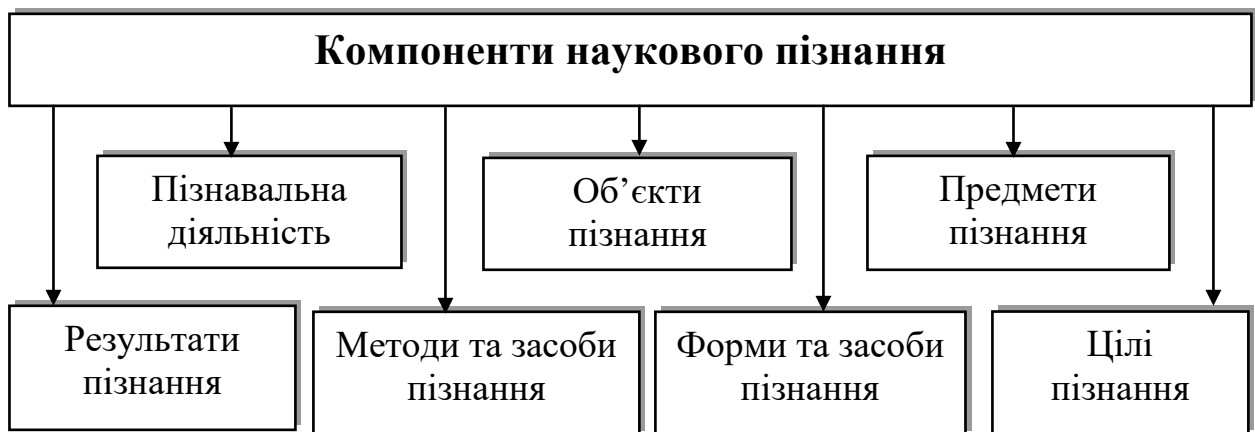 Компоненти наукового пізнання
Пізнавальна
діяльність
Об’єкти
пізнання
Предмети
пізнання
Результати
пізнання
Методи та засоби
пізнання
Форми та засоби
пізнання
Цілі
пізнання